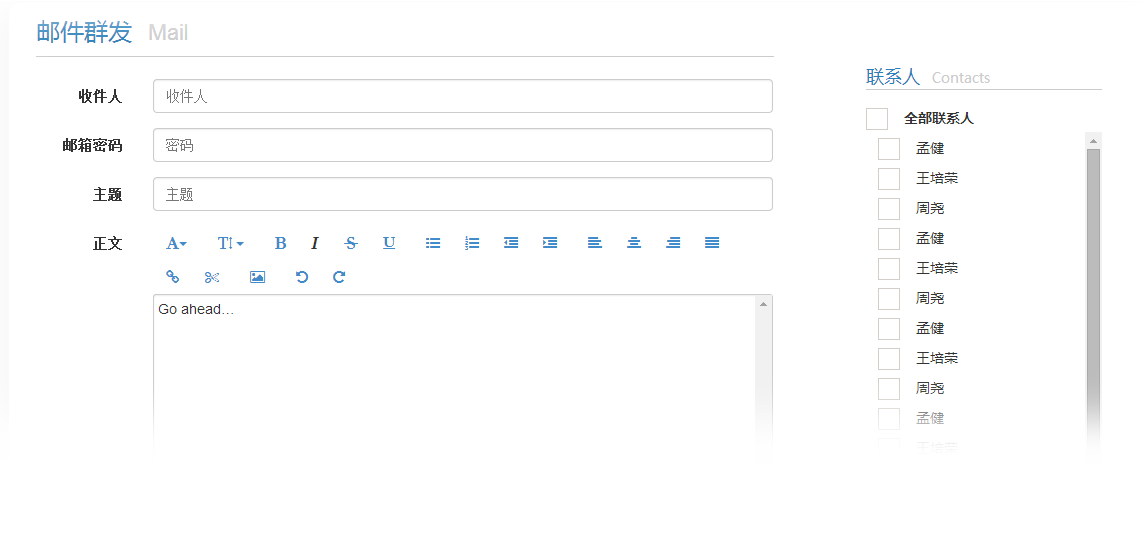 邮件群发 Mail
收件人 收件人
邮箱密码 密码
主题 主题
正文 A T B I S U
Go ahead...
联系人 Contacts
全部联系人
孟健
王培荣
周尧
孟健
王培荣
周尧
孟健
王培荣
周尧
孟健
王培荣